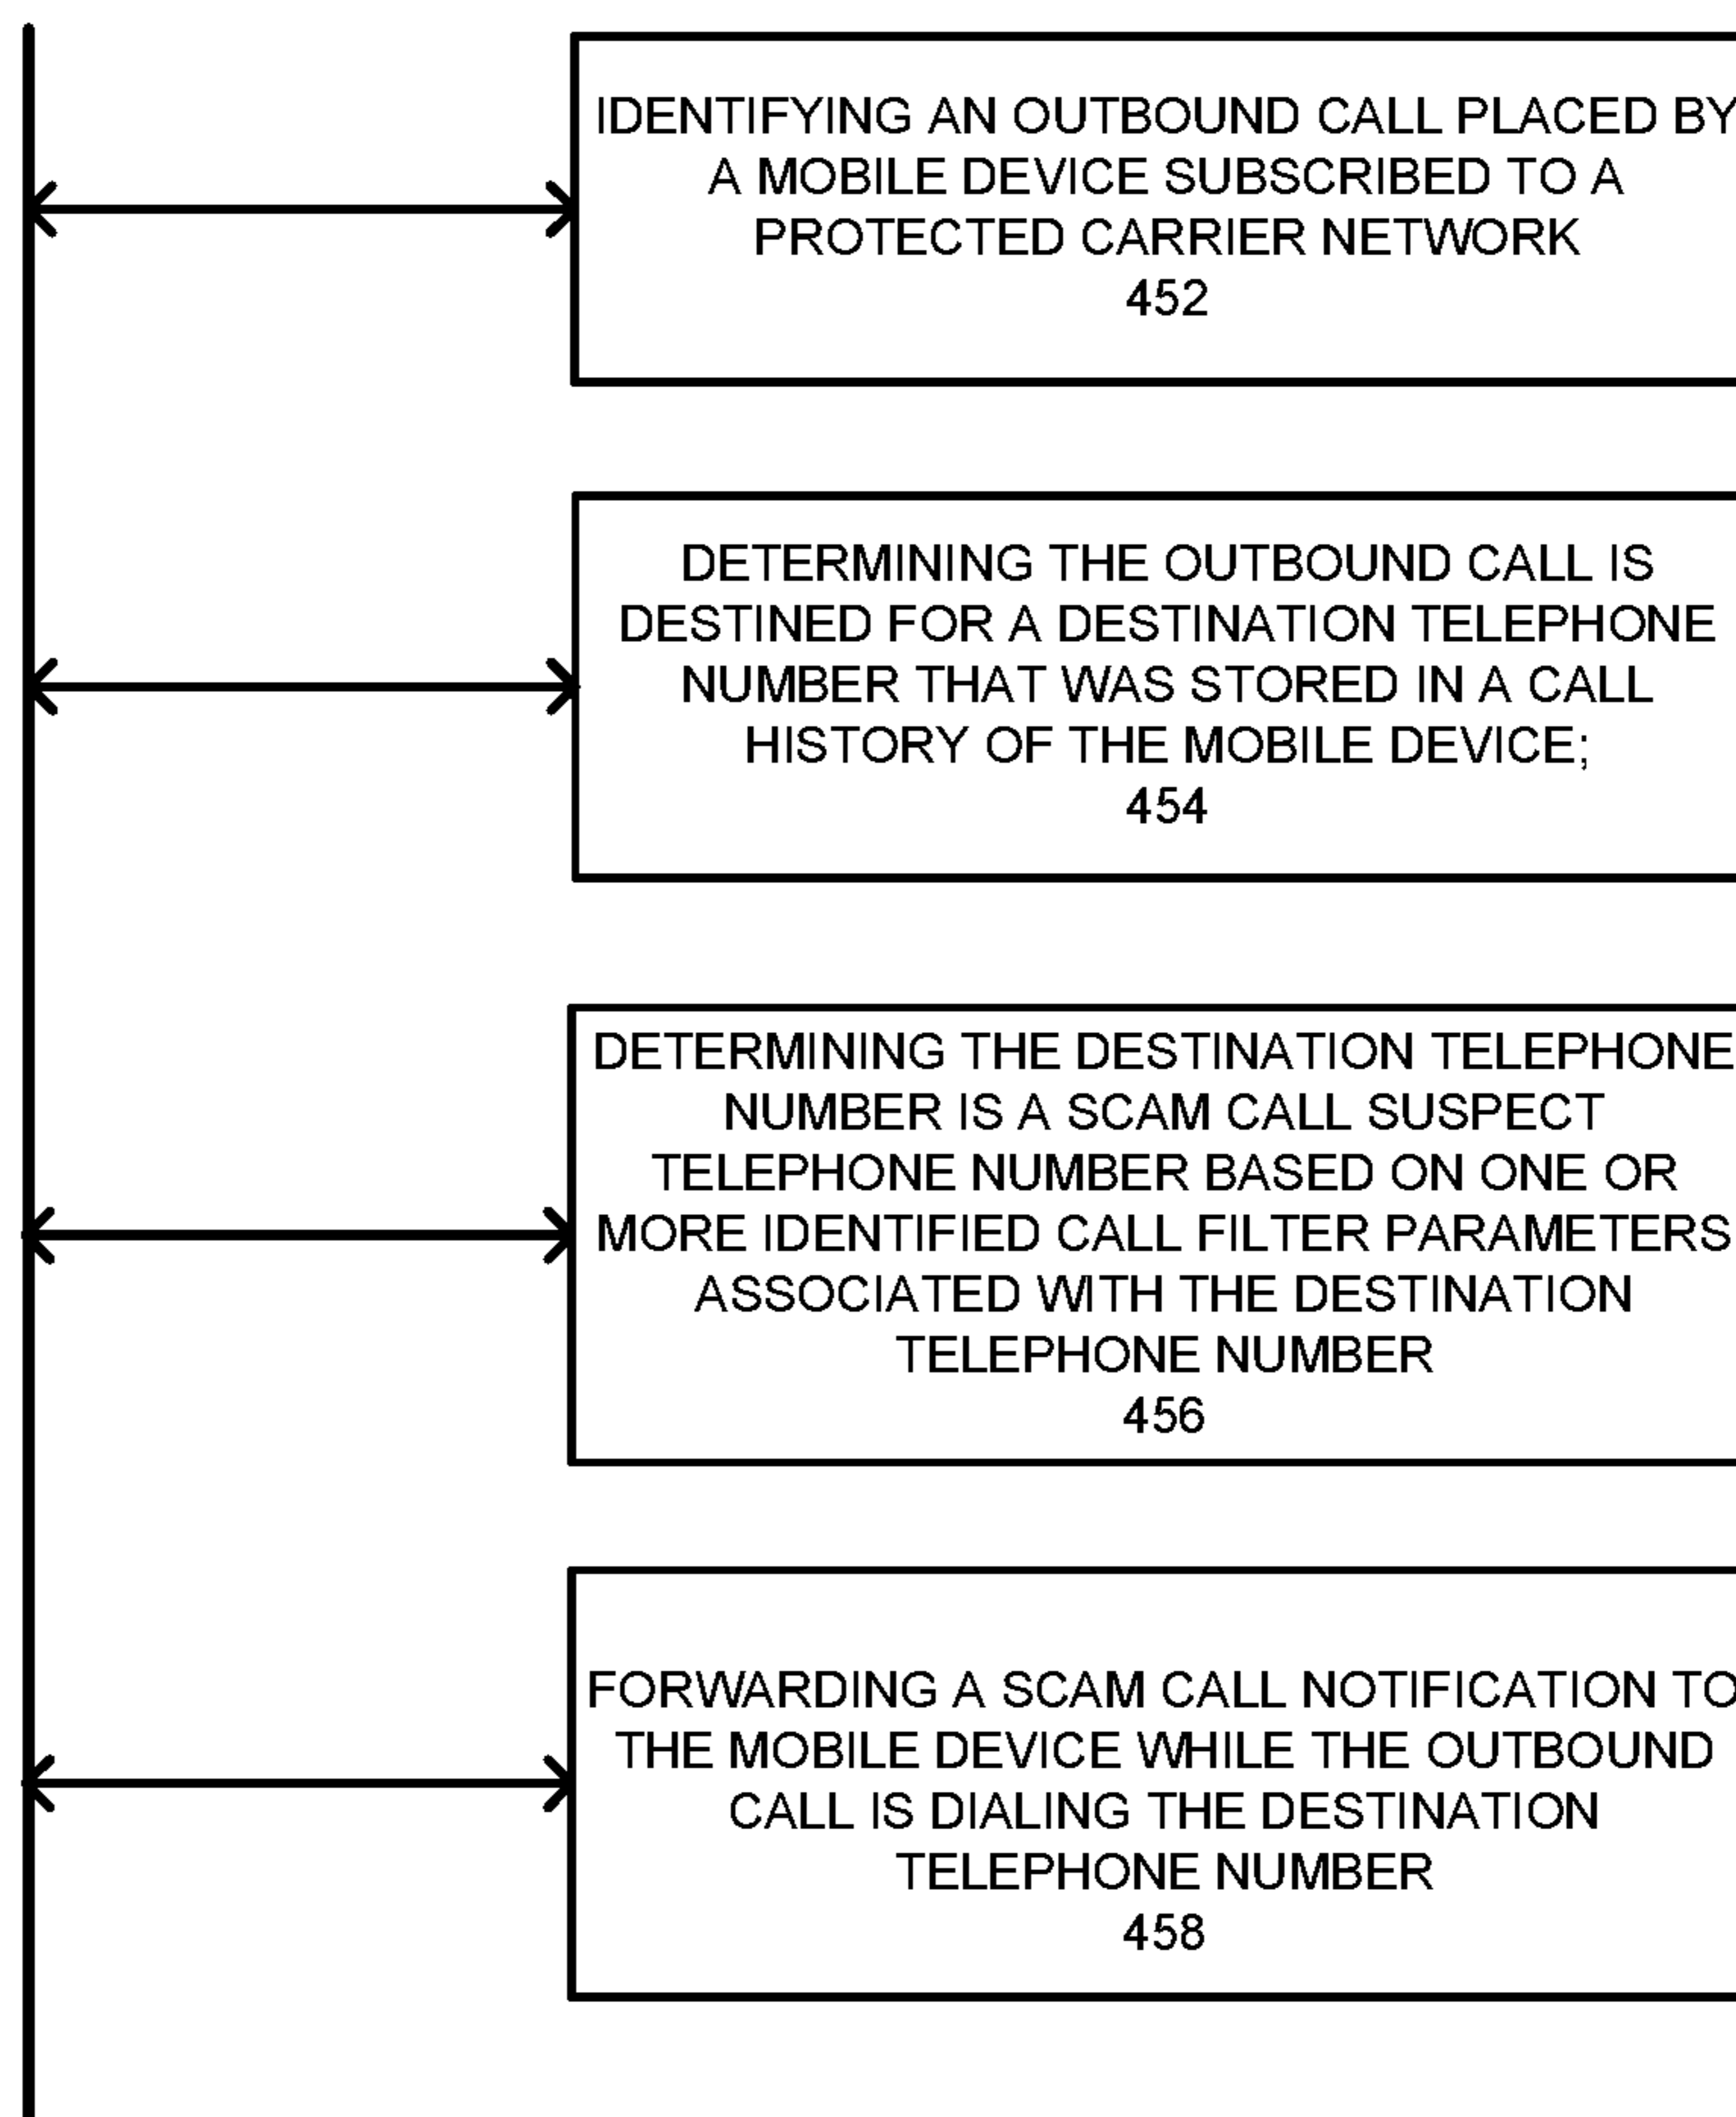 IDENTIFYING AN OUTBOUND CALL PLACED BY
A MOBILE DEVICE SUBSCRIBED TO A
PROTECTED CARRIER NETWORK
452
DETERMINING THE OUTBOUND CALL IS
DESTINED FOR A DESTINATION TELEPHONE
NUMBER THAT WAS STORED IN A CALL
HISTORY OF THE MOBILE DEVICE;
454
DETERMINING THE DESTINATION TELEPHONE
NUMBER IS A SCAM CALL SUSPECT
TELEPHONE NUMBER BASED ON ONE OR
MORE IDENTIFIED CALL FILTER PARAMETERS
ASSOCIATED WITH THE DESTINATION
TELEPHONE NUMBER
456
FORWARDING A SCAM CALL NOTIFICATION TO
THE MOBILE DEVICE WHILE THE OUTBOUND
CALL IS DIALING THE DESTINATION
TELEPHONE NUMBER
458